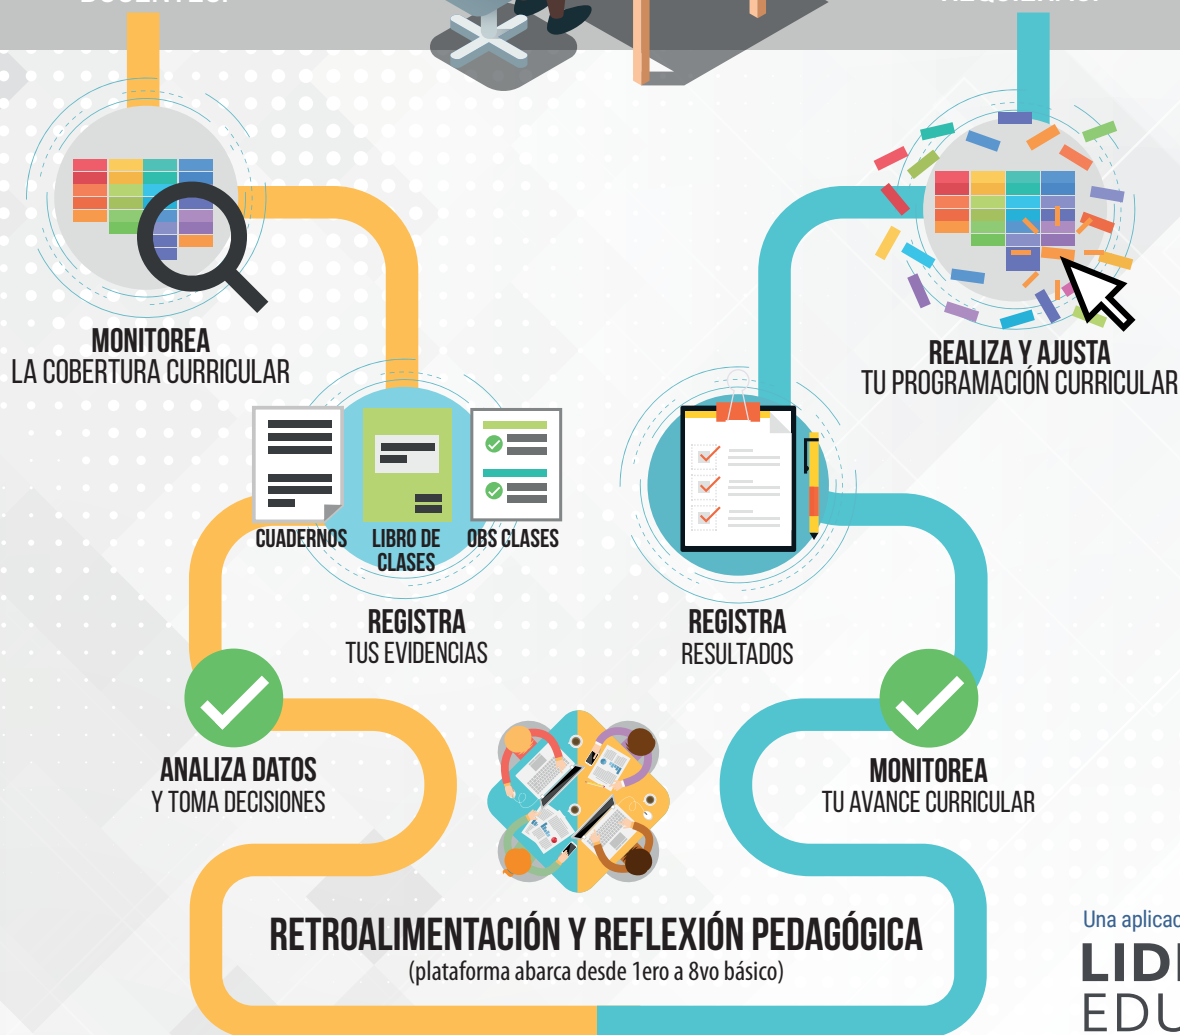 MONITOREA
LA COBERTURA CURRICULAR
REALIZA Y AJUSTA
TU PROGRAMACIÓN CURRICULAR
CUADERNOS
LIBRO DE
CLASES
OBS CLASES
REGISTRA
TUS EVIDENCIAS
REGISTRA
RESULTADOS
ANALIZA DATOS
Y TOMA DECISIONES
MONITOREA
TU AVANCE CURRICULAR
RETROALIMENTACIÓN Y REFLEXIÓN PEDAGÓGICA
(plataforma abarca desde 1ero a 8vo básico)
Una